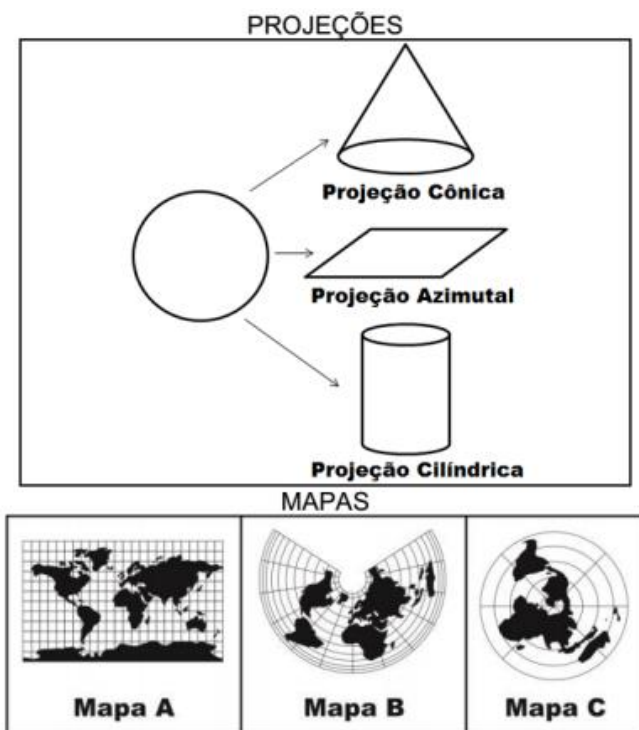 PROJEÇÕES
Projeção Cônica
Projeção Azimutal
Projeção Cilíndrica
MAPAS
Mapa A
Mapa B
Mapa C